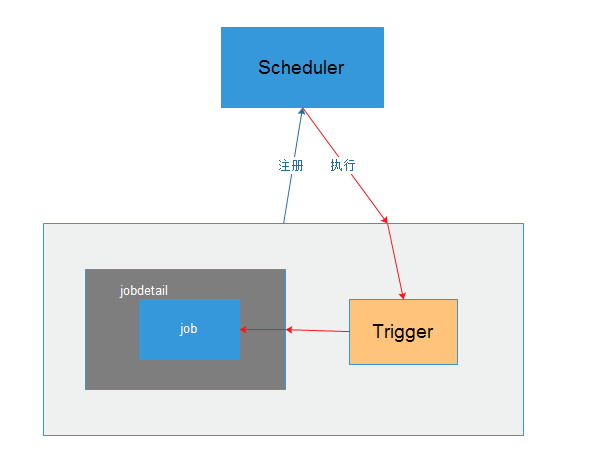 Scheduler
注册
执行
jobdetail
job
Trigger